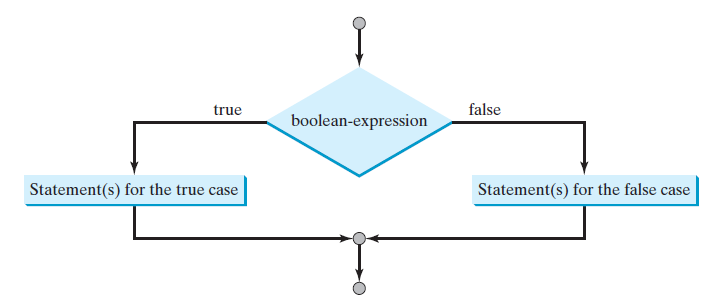 true
boolean-expression
false
Statement(s) for the true case
Statement(s) for the false case